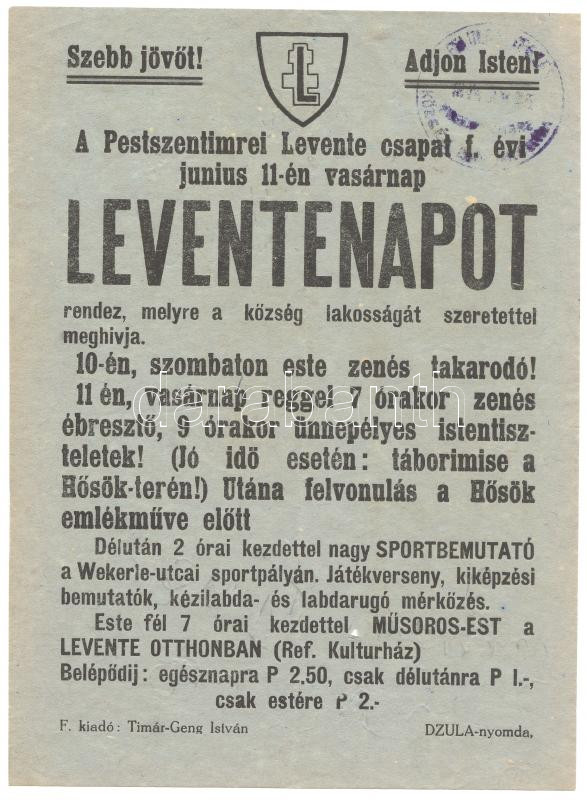 Szebb jövőt!
L
Adjon Isten!
A Pestszentimrei Levente csapat f. évi
junius 11-én vasárnap
LEVENTENAPOT
rendez, melyre a község lakosságát szeretettel
meghivja.
10-én, szombaton este zenés takarodó!
11 én, vasárnap reggel 7 órakor zenés
ébresztő, 9 órakor ünnepélyes istentisz-
teletek! (Jó idő esetén: táborimise a
Hősök-terén!) Utána felvonulás a Hősök
emlékműve előtt
Délután 2 órai kezdettel nagy SPORTBEMUTATÓ
a Wekerle-utcai sportpályán. Játékverseny, kiképzési
bemutatók, kézilabda- és labdarugó mérkőzés.
Este fél 7 órai kezdettel MŰSOROS-EST a
LEVENTE OTTHONBAN (Ref. Kulturház)
Belépődij: egésznapra P 2.50, csak délutánra P 1.-,
csak estére P 2.-
F. kiadó: Timár-Geng István
DZULA-nyomda,
darabanth